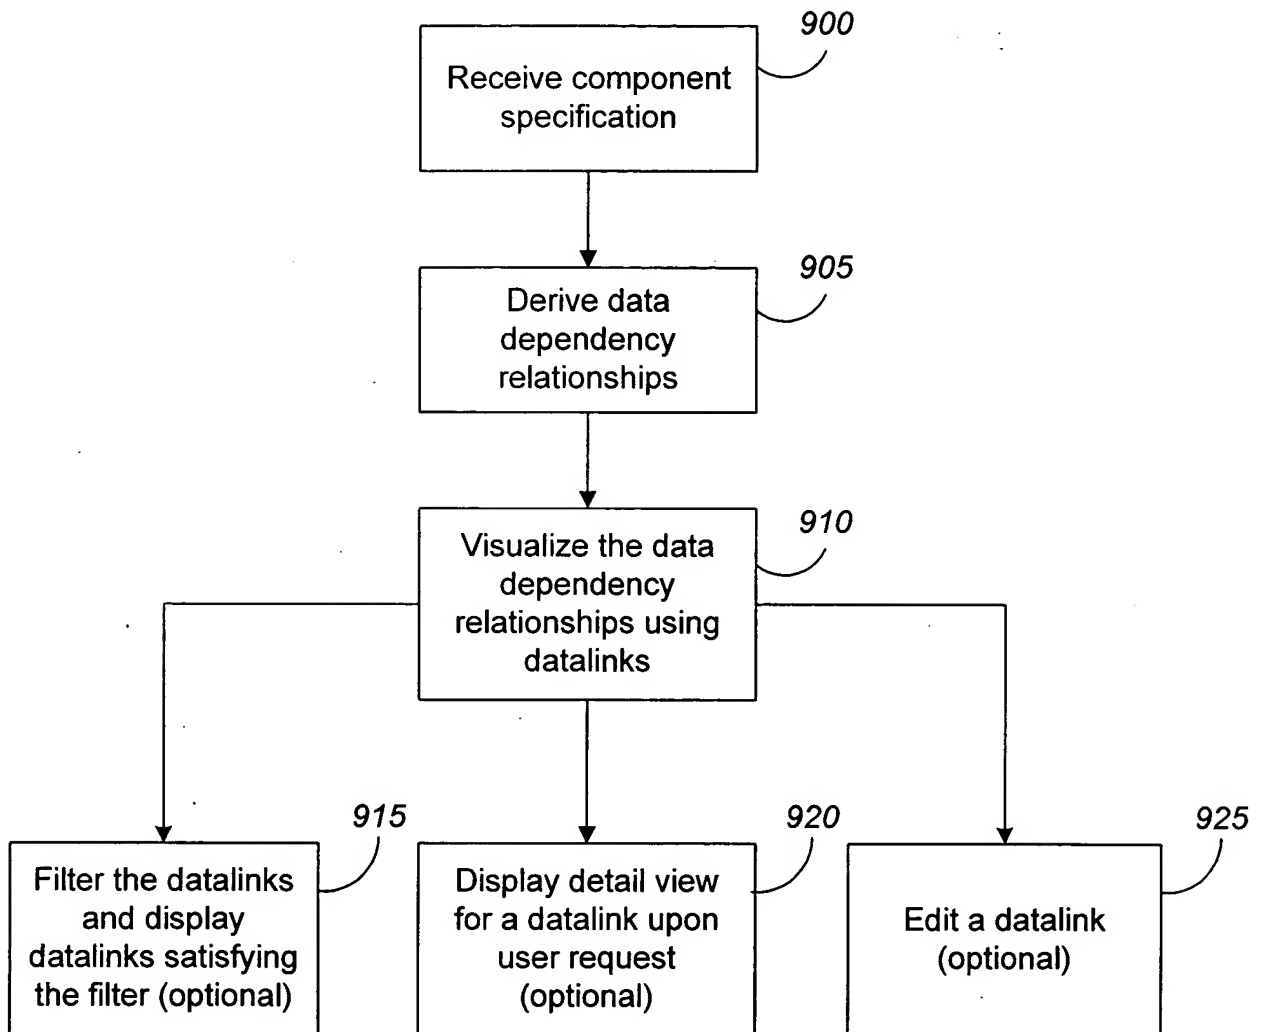 900
Receive component
specification
905
Derive data
dependency
relationships
910
Visualize the data
dependency
relationships using
datalinks
915
Filter the datalinks
and display
datalinks satisfying
the filter (optional)
920
Display detail view
for a datalink upon
user request
(optional)
925
Edit a datalink
(optional)